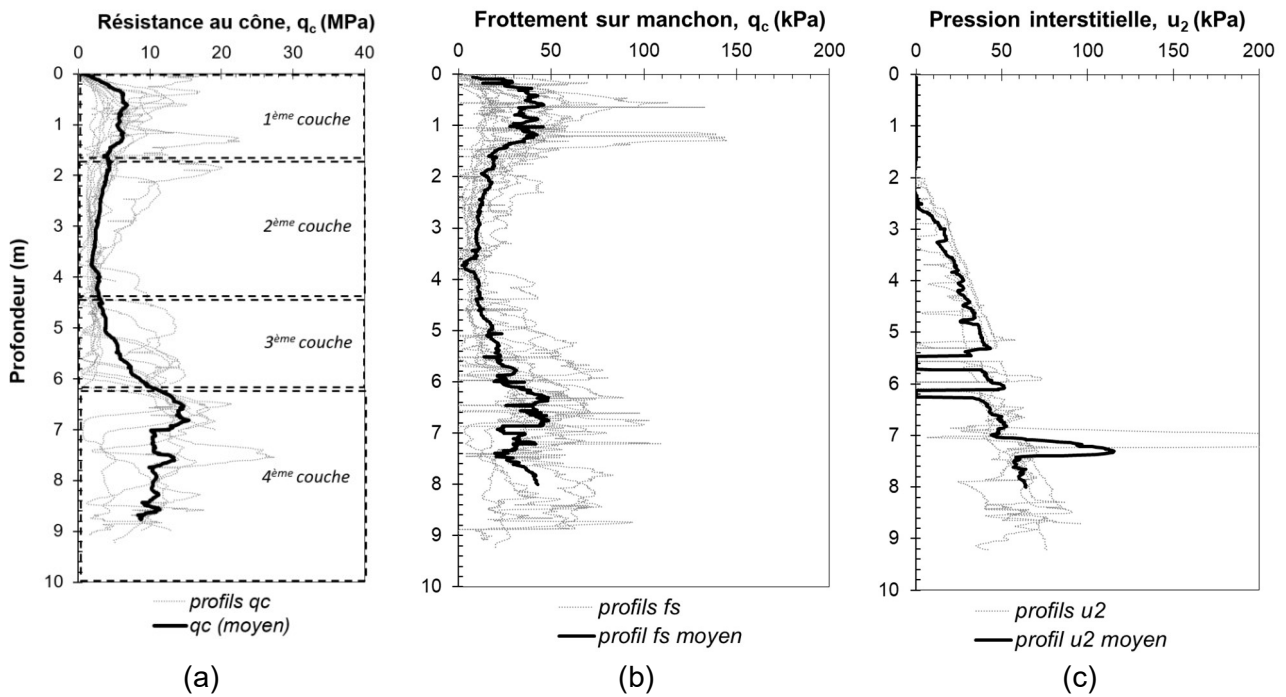 Résistance au cône, qc (MPa)
0 10 20 30 40
Profondeur (m)
0
1
2
3
4
5
6
7
8
9
10
1ème couche
2ème couche
3ème couche
4ème couche
profils qc
qc (moyen)
(a)
Frottement sur manchon, qc (kPa)
0 50 100 150 200
0
1
2
3
4
5
6
7
8
9
10
profils fs
profil fs moyen
(b)
Pression interstitielle, u2 (kPa)
0 50 100 150 200
0
1
2
3
4
5
6
7
8
9
10
profils u2
profil u2 moyen
(c)